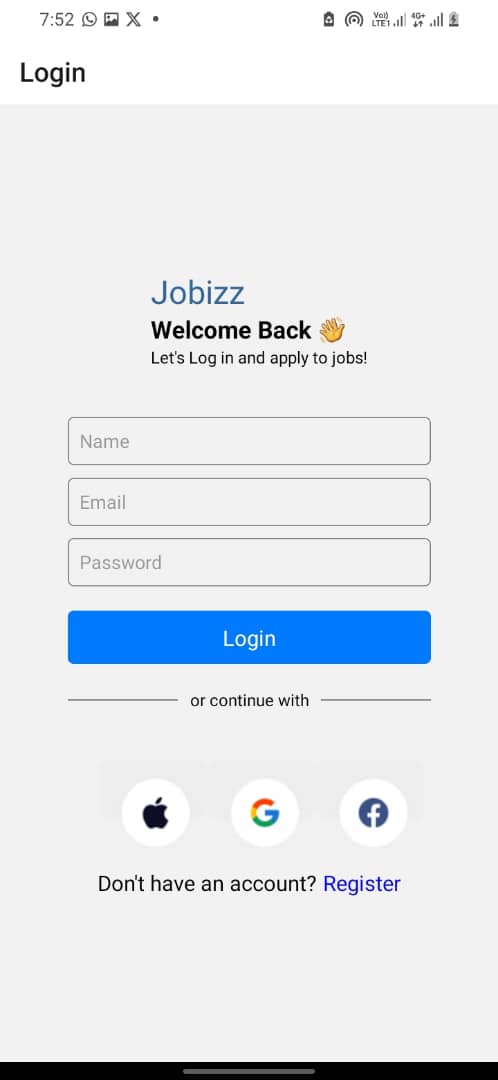 7:52
Vo)) LTE1 4G+
Login
Jobizz
Welcome Back 👋
Let's Log in and apply to jobs!
Name
Email
Password
Login
or continue with
Don't have an account? Register